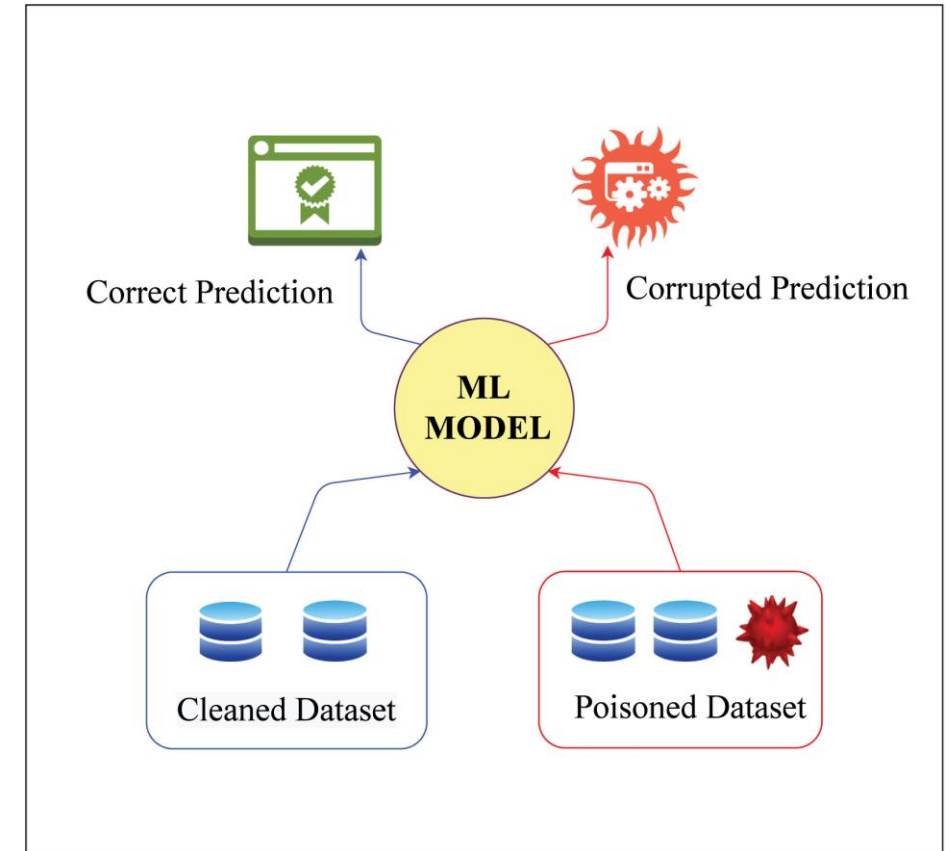 Correct Prediction
Corrupted Prediction
ML
MODEL
Cleaned Dataset
Poisoned Dataset